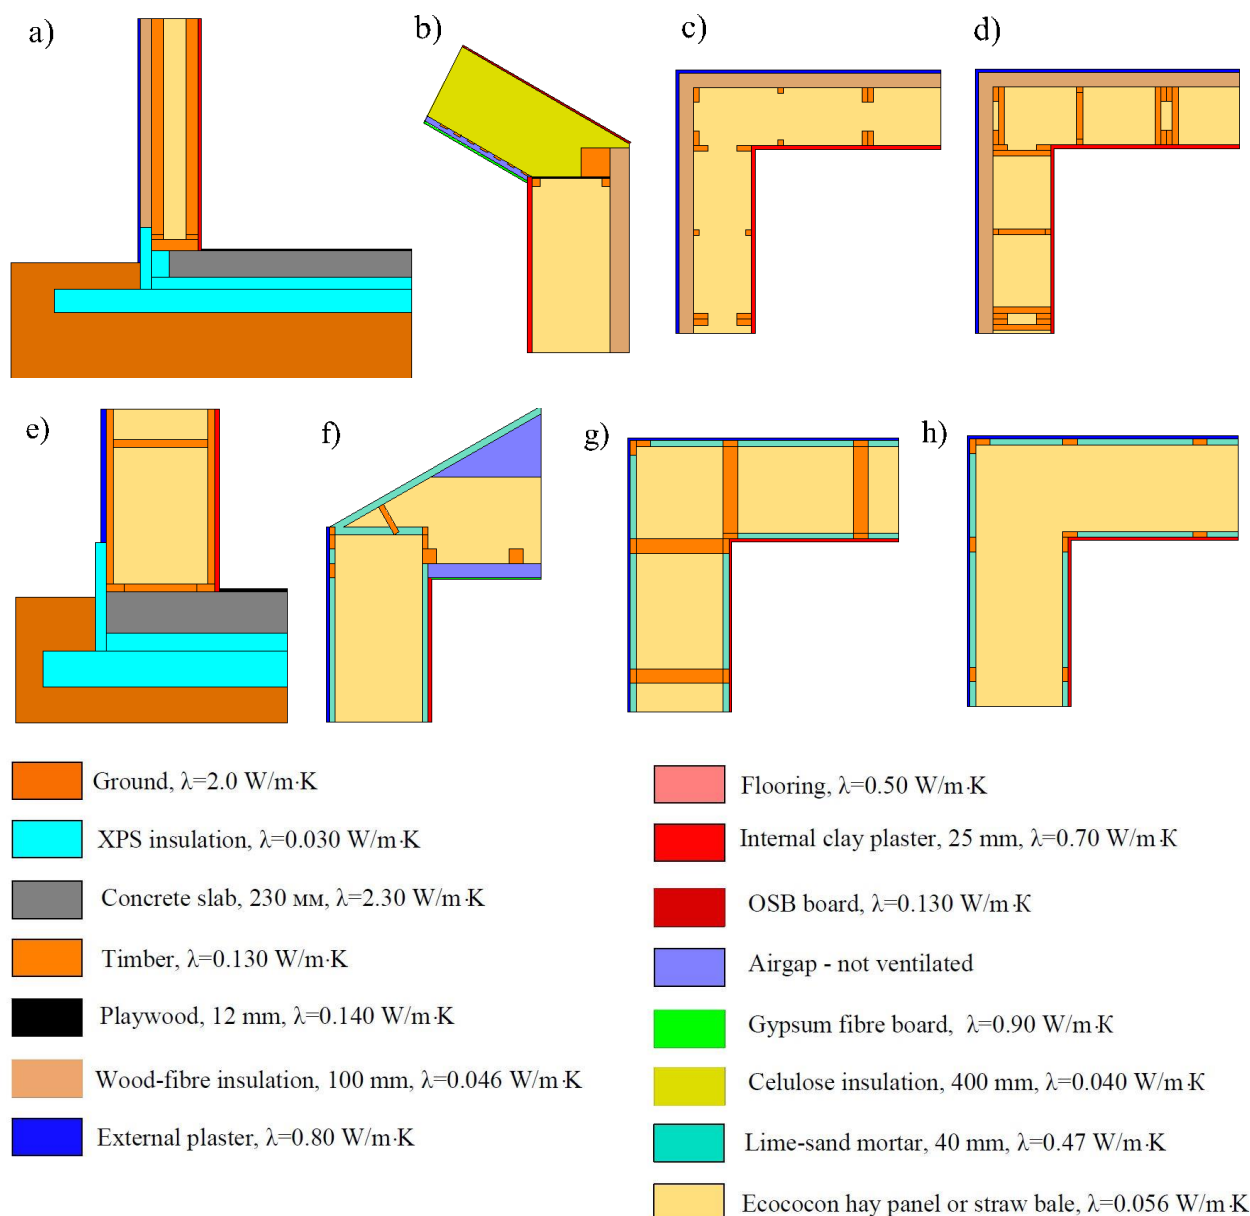 a)
b)
c)
d)
e)
f)
g)
h)
Ground, λ=2.0 W/m·K
XPS insulation, λ=0.030 W/m·K
Concrete slab, 230 мм, λ=2.30 W/m·K
Timber, λ=0.130 W/m·K
Playwood, 12 mm, λ=0.140 W/m·K
Wood-fibre insulation, 100 mm, λ=0.046 W/m·K
External plaster, λ=0.80 W/m·K
Flooring, λ=0.50 W/m·K
Internal clay plaster, 25 mm, λ=0.70 W/m·K
OSB board, λ=0.130 W/m·K
Airgap - not ventilated
Gypsum fibre board, λ=0.90 W/m·K
Celulose insulation, 400 mm, λ=0.040 W/m·K
Lime-sand mortar, 40 mm, λ=0.47 W/m·K
Ecococon hay panel or straw bale, λ=0.056 W/m·K